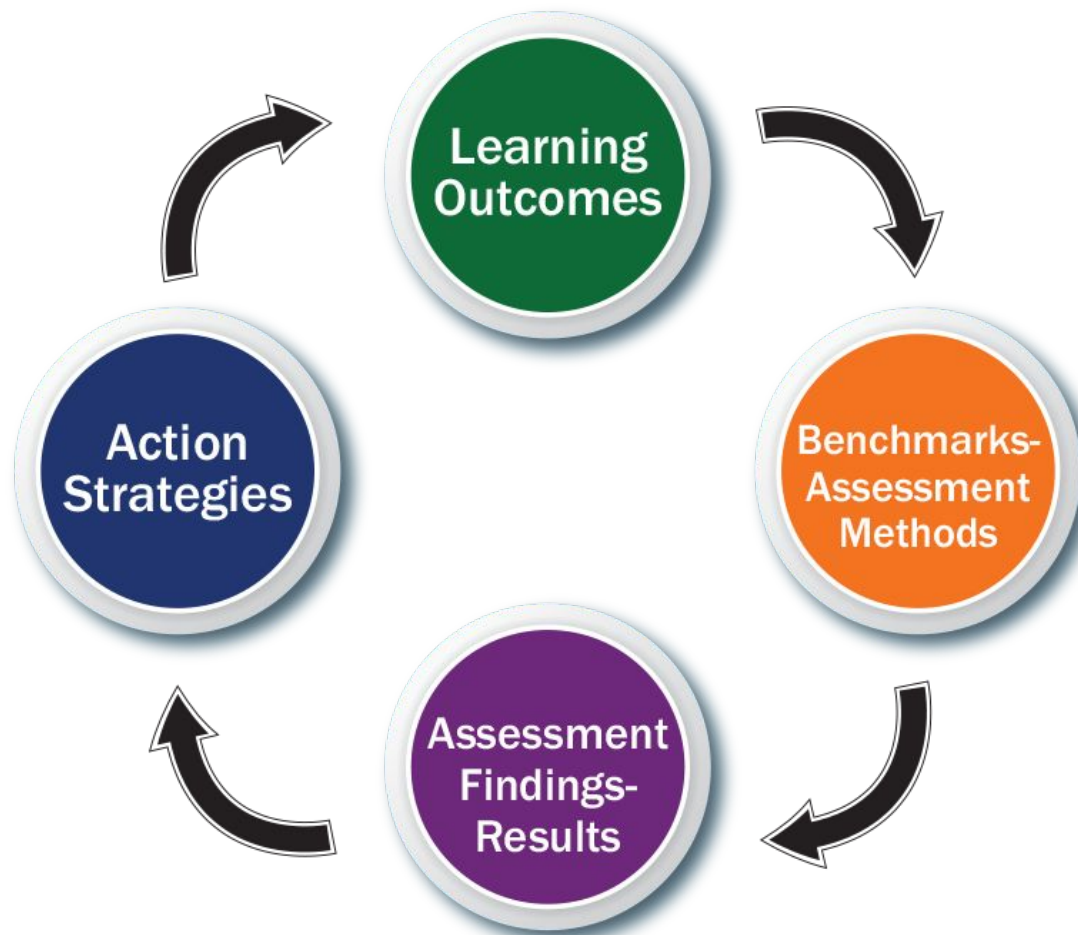 Learning
Outcomes
Benchmarks-
Assessment
Methods
Assessment
Findings-
Results
Action
Strategies